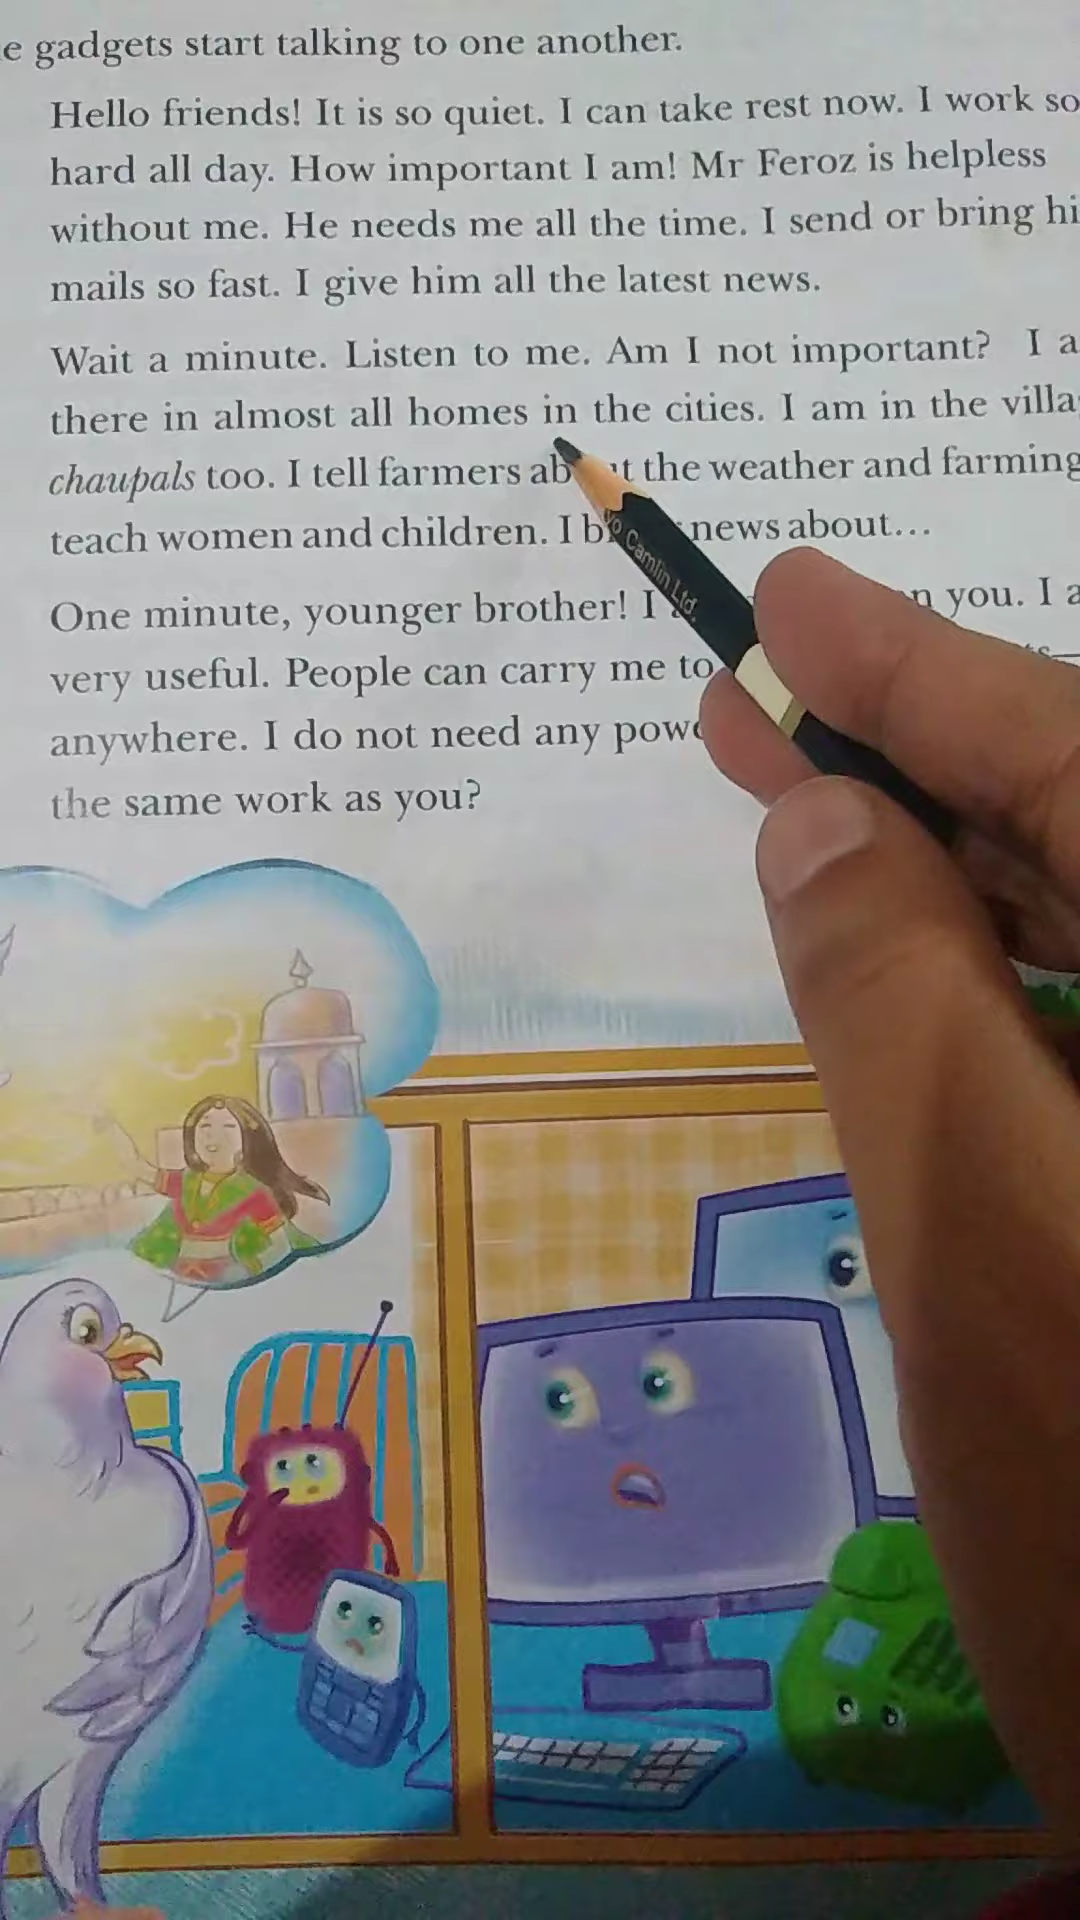 e gadgets start talking to one another.
Hello friends! It is so quiet. I can take rest now. I work so
hard all day. How important I am! Mr Feroz is helpless
without me. He needs me all the time. I send or bring hi
mails so fast. I give him all the latest news.
Wait a minute. Listen to me. Am I not important? I a
there in almost all homes in the cities. I am in the villa
chaupals too. I tell farmers ab ut the weather and farming
teach women and children. I b news about...
One minute, younger brother! I n you. I a
very useful. People can carry me to
anywhere. I do not need any powe
the same work as you?
Camlin Ltd.